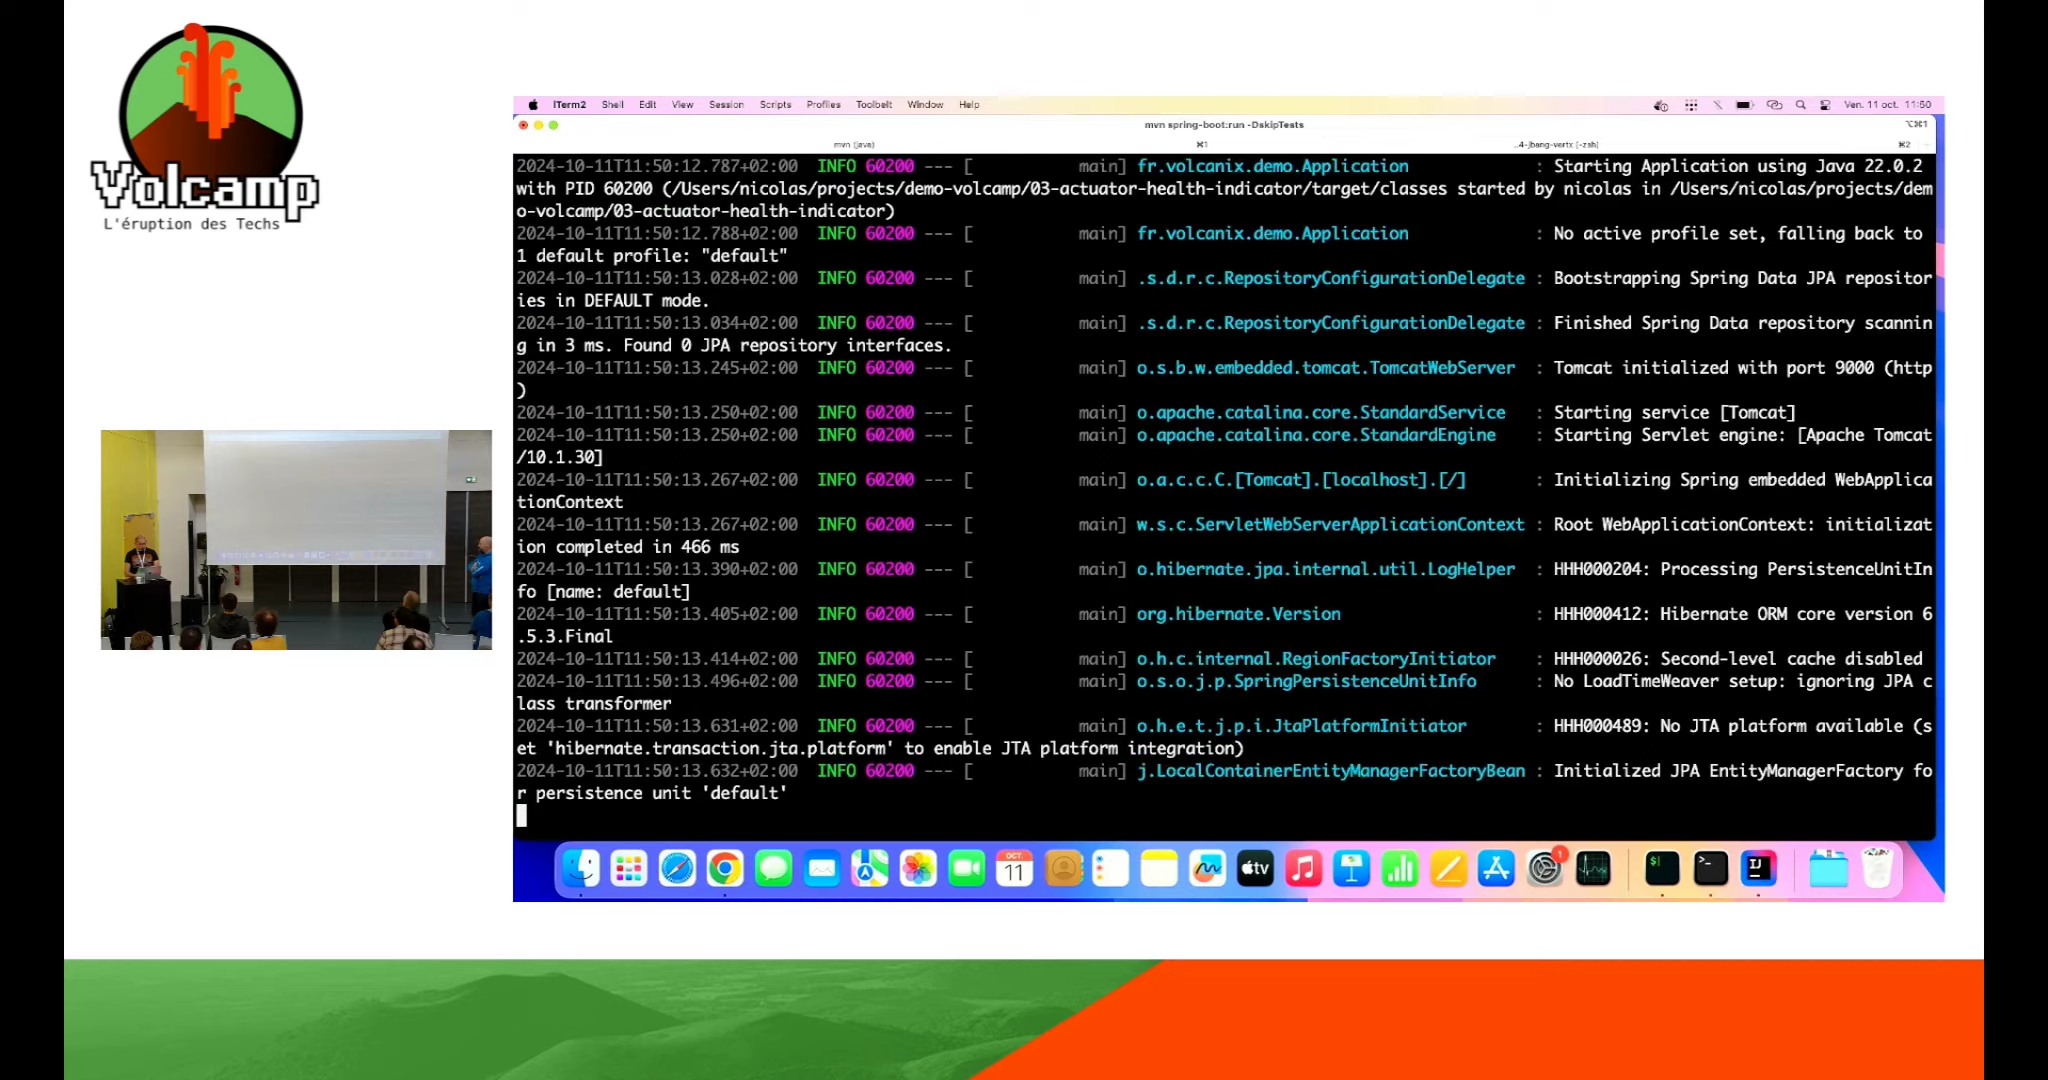 Volcamp
L'éruption des Techs
iTerm2 Shell Edit View Session Scripts Profiles Toolbelt Window Help
Ven. 11 oct. 11:50
mvn spring-boot:run -DskipTests
⌥⌘1
mvn (java) ⌘1 ..4-jbang-vertx (-zsh) ⌘2
2024-10-11T11:50:12.787+02:00  INFO 60200 --- [           main] fr.volcanix.demo.Application             : Starting Application using Java 22.0.2
with PID 60200 (/Users/nicolas/projects/demo-volcamp/03-actuator-health-indicator/target/classes started by nicolas in /Users/nicolas/projects/dem
o-volcamp/03-actuator-health-indicator)
2024-10-11T11:50:12.788+02:00  INFO 60200 --- [           main] fr.volcanix.demo.Application             : No active profile set, falling back to
1 default profile: "default"
2024-10-11T11:50:13.028+02:00  INFO 60200 --- [           main] .s.d.r.c.RepositoryConfigurationDelegate : Bootstrapping Spring Data JPA repositor
ies in DEFAULT mode.
2024-10-11T11:50:13.034+02:00  INFO 60200 --- [           main] .s.d.r.c.RepositoryConfigurationDelegate : Finished Spring Data repository scannin
g in 3 ms. Found 0 JPA repository interfaces.
2024-10-11T11:50:13.245+02:00  INFO 60200 --- [           main] o.s.b.w.embedded.tomcat.TomcatWebServer  : Tomcat initialized with port 9000 (http
)
2024-10-11T11:50:13.250+02:00  INFO 60200 --- [           main] o.apache.catalina.core.StandardService   : Starting service [Tomcat]
2024-10-11T11:50:13.250+02:00  INFO 60200 --- [           main] o.apache.catalina.core.StandardEngine    : Starting Servlet engine: [Apache Tomcat
/10.1.30]
2024-10-11T11:50:13.267+02:00  INFO 60200 --- [           main] o.a.c.c.C.[Tomcat].[localhost].[/]       : Initializing Spring embedded WebApplica
tionContext
2024-10-11T11:50:13.267+02:00  INFO 60200 --- [           main] w.s.c.ServletWebServerApplicationContext : Root WebApplicationContext: initializat
ion completed in 466 ms
2024-10-11T11:50:13.390+02:00  INFO 60200 --- [           main] o.hibernate.jpa.internal.util.LogHelper  : HHH000204: Processing PersistenceUnitIn
fo [name: default]
2024-10-11T11:50:13.405+02:00  INFO 60200 --- [           main] org.hibernate.Version                    : HHH000412: Hibernate ORM core version 6
.5.3.Final
2024-10-11T11:50:13.414+02:00  INFO 60200 --- [           main] o.h.c.internal.RegionFactoryInitiator    : HHH000026: Second-level cache disabled
2024-10-11T11:50:13.496+02:00  INFO 60200 --- [           main] o.s.o.j.p.SpringPersistenceUnitInfo      : No LoadTimeWeaver setup: ignoring JPA c
lass transformer
2024-10-11T11:50:13.631+02:00  INFO 60200 --- [           main] o.h.e.t.j.p.i.JtaPlatformInitiator       : HHH000489: No JTA platform available (s
et 'hibernate.transaction.jta.platform' to enable JTA platform integration)
2024-10-11T11:50:13.632+02:00  INFO 60200 --- [           main] j.LocalContainerEntityManagerFactoryBean : Initialized JPA EntityManagerFactory fo
r persistence unit 'default'
OCT.
11
tv
1
$
>_
IJ